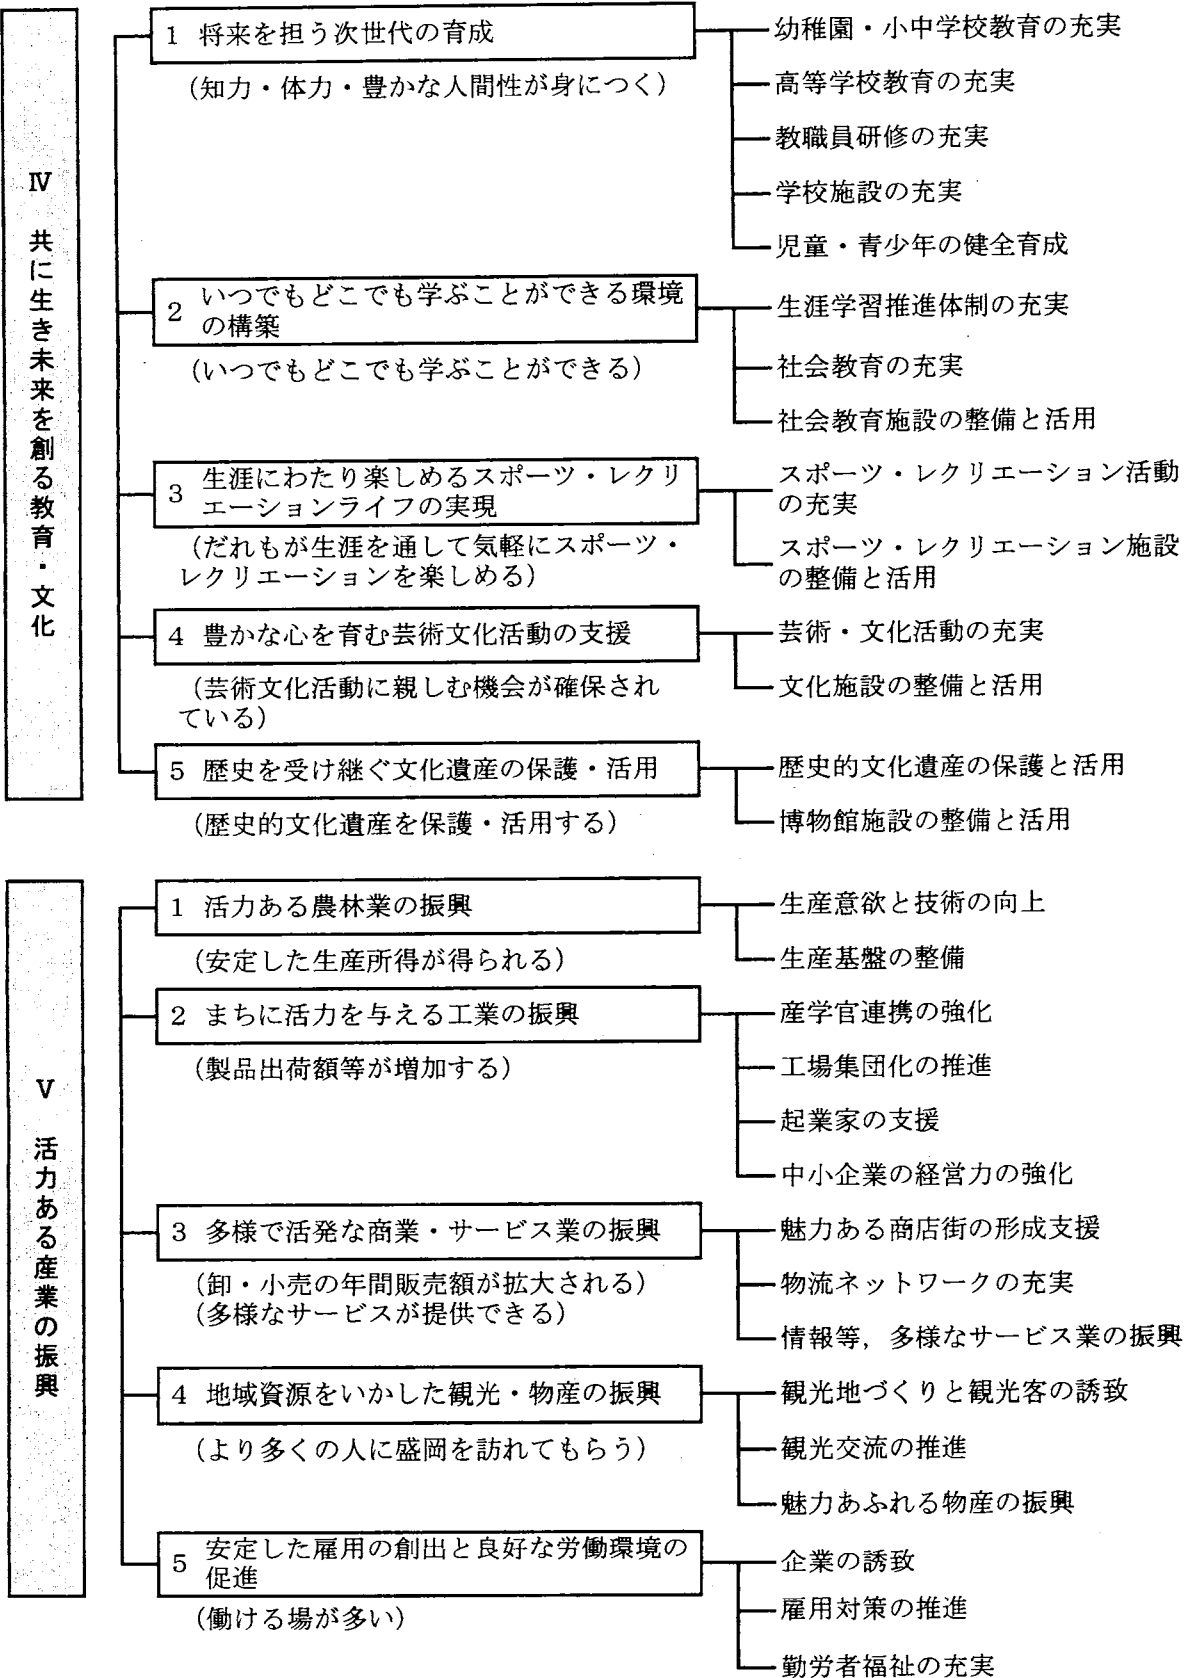 Ⅳ 共に生き未来を創る教育・文化
1 将来を担う次世代の育成
（知力・体力・豊かな人間性が身につく）
幼稚園・小中学校教育の充実
高等学校教育の充実
教職員研修の充実
学校施設の充実
児童・青少年の健全育成
2 いつでもどこでも学ぶことができる環境
の構築
（いつでもどこでも学ぶことができる）
生涯学習推進体制の充実
社会教育の充実
社会教育施設の整備と活用
3 生涯にわたり楽しめるスポーツ・レクリ
エーションライフの実現
（だれもが生涯を通して気軽にスポーツ・
レクリエーションを楽しめる）
スポーツ・レクリエーション活動
の充実
スポーツ・レクリエーション施設
の整備と活用
4 豊かな心を育む芸術文化活動の支援
（芸術文化活動に親しむ機会が確保され
ている）
芸術・文化活動の充実
文化施設の整備と活用
5 歴史を受け継ぐ文化遺産の保護・活用
（歴史的文化遺産を保護・活用する）
歴史的文化遺産の保護と活用
博物館施設の整備と活用
Ⅴ 活力ある産業の振興
1 活力ある農林業の振興
（安定した生産所得が得られる）
生産意欲と技術の向上
生産基盤の整備
2 まちに活力を与える工業の振興
（製品出荷額等が増加する）
産学官連携の強化
工場集団化の推進
起業家の支援
中小企業の経営力の強化
3 多様で活発な商業・サービス業の振興
（卸・小売の年間販売額が拡大される）
（多様なサービスが提供できる）
魅力ある商店街の形成支援
物流ネットワークの充実
情報等，多様なサービス業の振興
4 地域資源をいかした観光・物産の振興
（より多くの人に盛岡を訪れてもらう）
観光地づくりと観光客の誘致
観光交流の推進
魅力あふれる物産の振興
5 安定した雇用の創出と良好な労働環境の
促進
（働ける場が多い）
企業の誘致
雇用対策の推進
勤労者福祉の充実